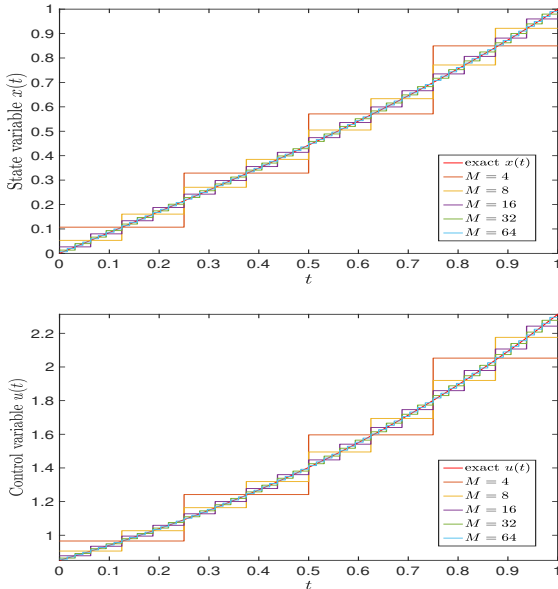 State variable x(t)
1
0.9
0.8
0.7
0.6
0.5
0.4
0.3
0.2
0.1
0
exact x(t)
M = 4
M = 8
M = 16
M = 32
M = 64
0 0.1 0.2 0.3 0.4 0.5 0.6 0.7 0.8 0.9 1
t
Control variable u(t)
2.2
2
1.8
1.6
1.4
1.2
1
exact u(t)
M = 4
M = 8
M = 16
M = 32
M = 64
0 0.1 0.2 0.3 0.4 0.5 0.6 0.7 0.8 0.9 1
t